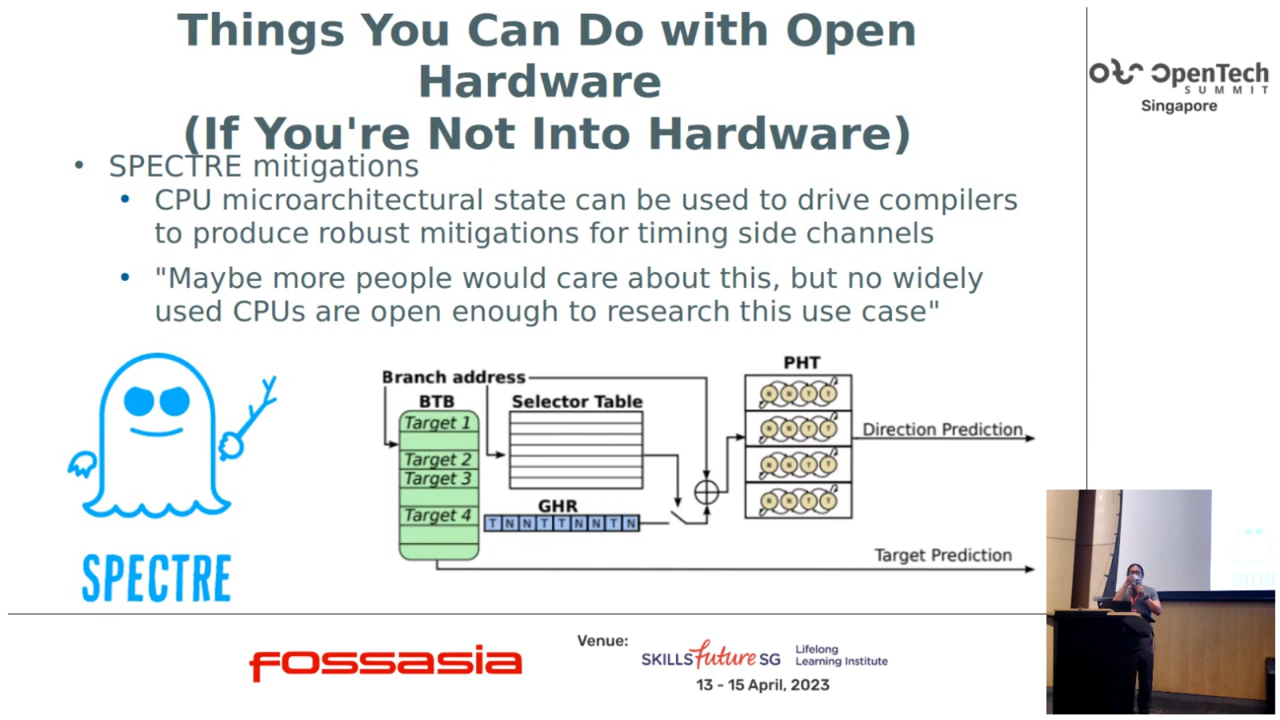 Things You Can Do with Open
Hardware
(If You're Not Into Hardware)
• SPECTRE mitigations
• CPU microarchitectural state can be used to drive compilers
to produce robust mitigations for timing side channels
• "Maybe more people would care about this, but no widely
used CPUs are open enough to research this use case"
OpenTech
SUMMIT
Singapore
SPECTRE
Branch address
BTB
Target 1
Target 2
Target 3
Target 4
Selector Table
GHR
T N N T T N N T N
PHT
N N T T
N N T T
N N T T
N N T T
Direction Prediction
Target Prediction
fossasia
Venue:
SKILLSfuture SG
Lifelong
Learning Institute
13 - 15 April, 2023